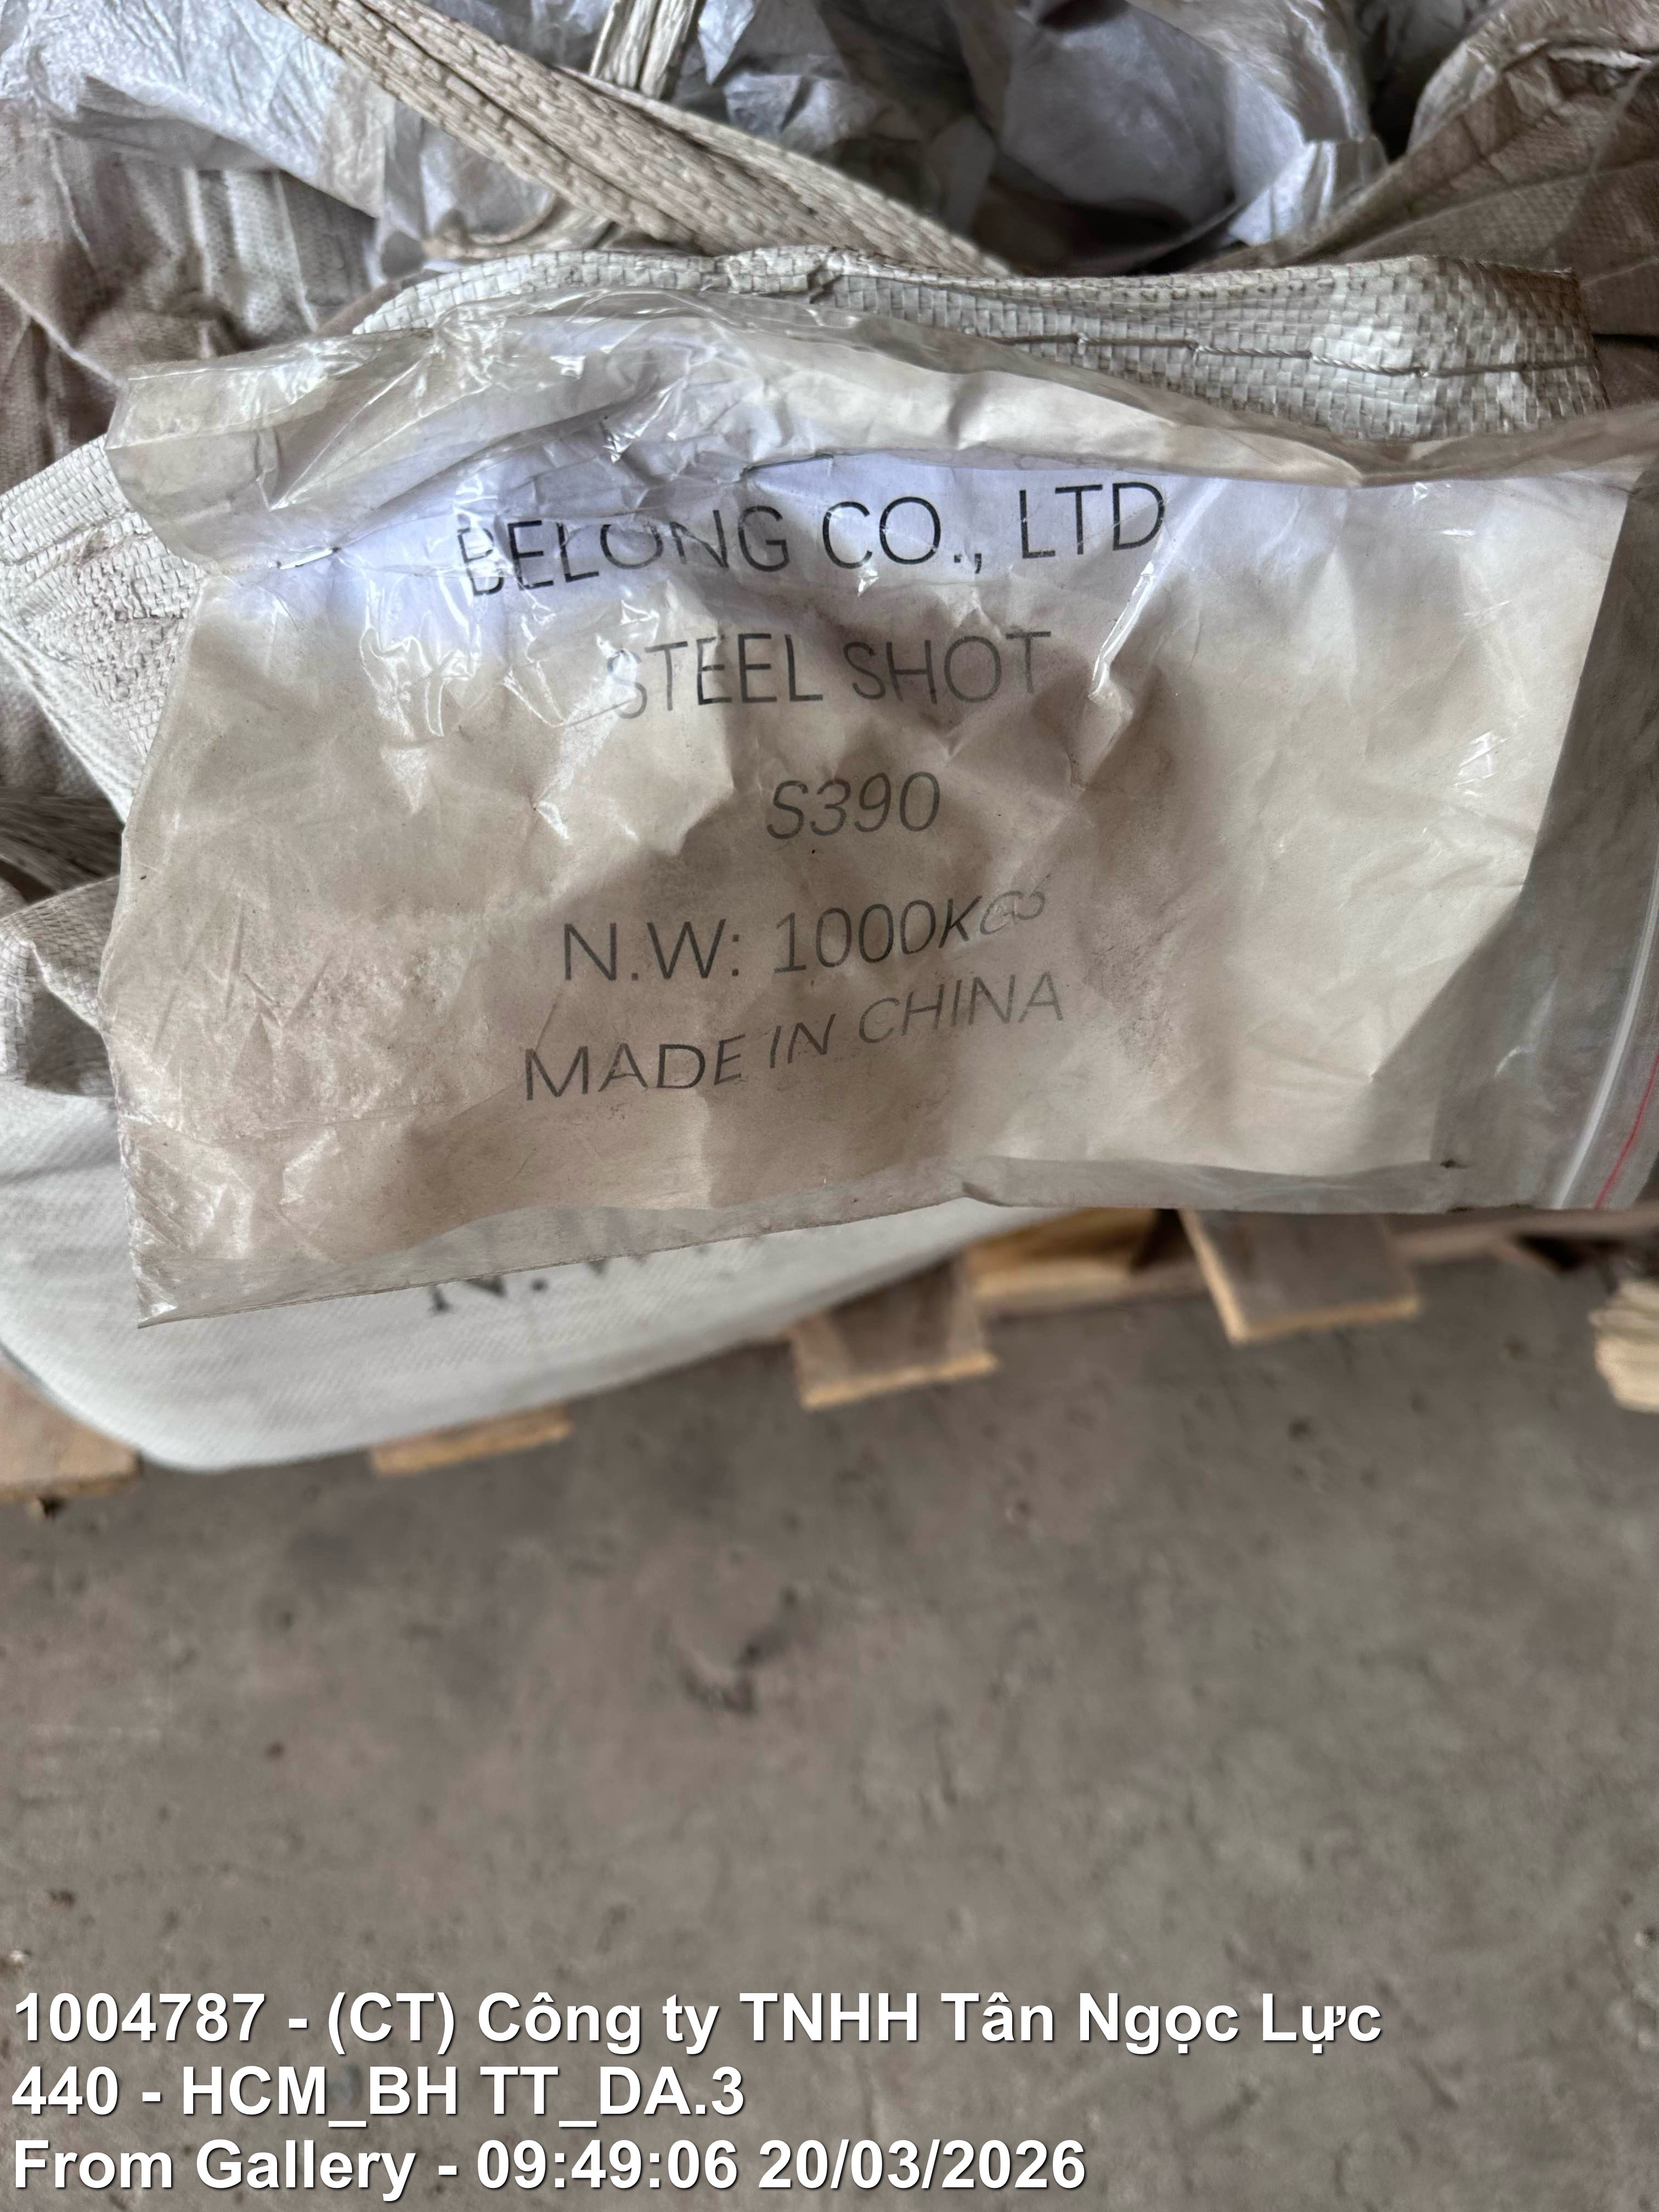 BELONG CO., LTD
STEEL SHOT
S390
N.W: 1000KGS
MADE IN CHINA
N.W
1004787 - (CT) Công ty TNHH Tân Ngọc Lực
440 - HCM_BH TT_DA.3
From Gallery - 09:49:06 20/03/2026